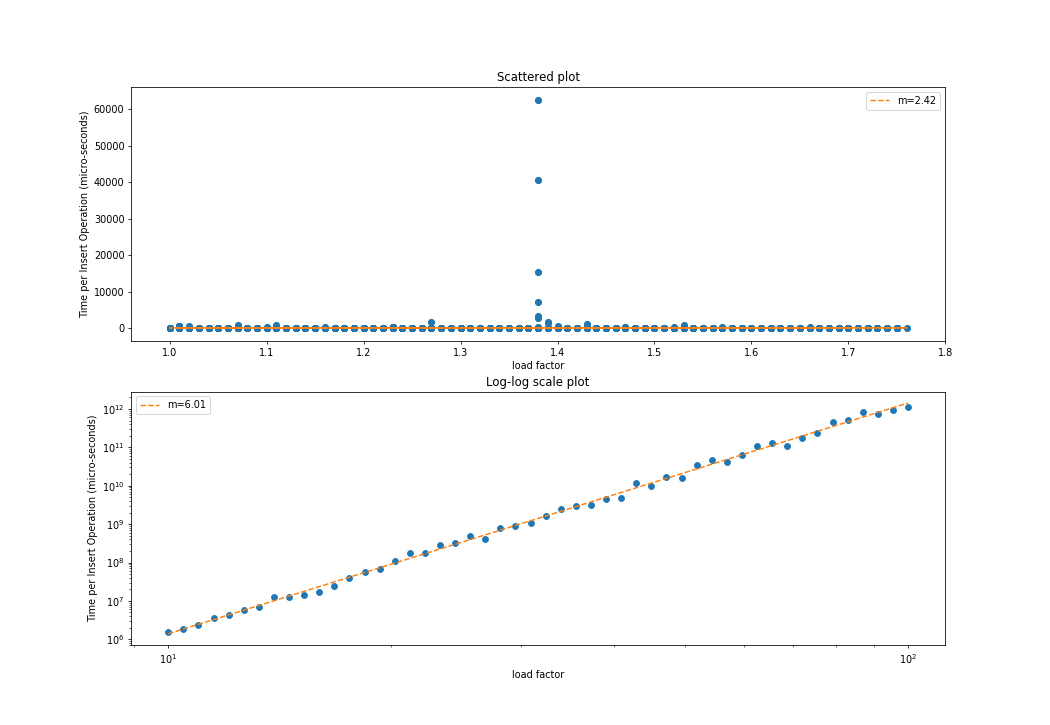 Scattered plot
m=2.42
Time per Insert Operation (micro-seconds)
60000
50000
40000
30000
20000
10000
0
1.0 1.1 1.2 1.3 1.4 1.5 1.6 1.7 1.8
load factor
Log-log scale plot
m=6.01
Time per Insert Operation (micro-seconds)
10¹²
10¹¹
10¹⁰
10⁹
10⁸
10⁷
10⁶
10¹ 10²
load factor